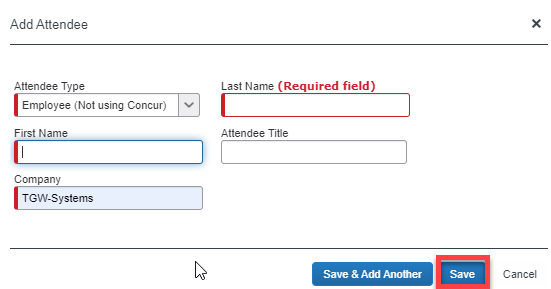 Add Attendee ×
Attendee Type Last Name (Required field)
Employee (Not using Concur)
First Name Attendee Title
Company
TGW-Systems
Save & Add Another Save Cancel